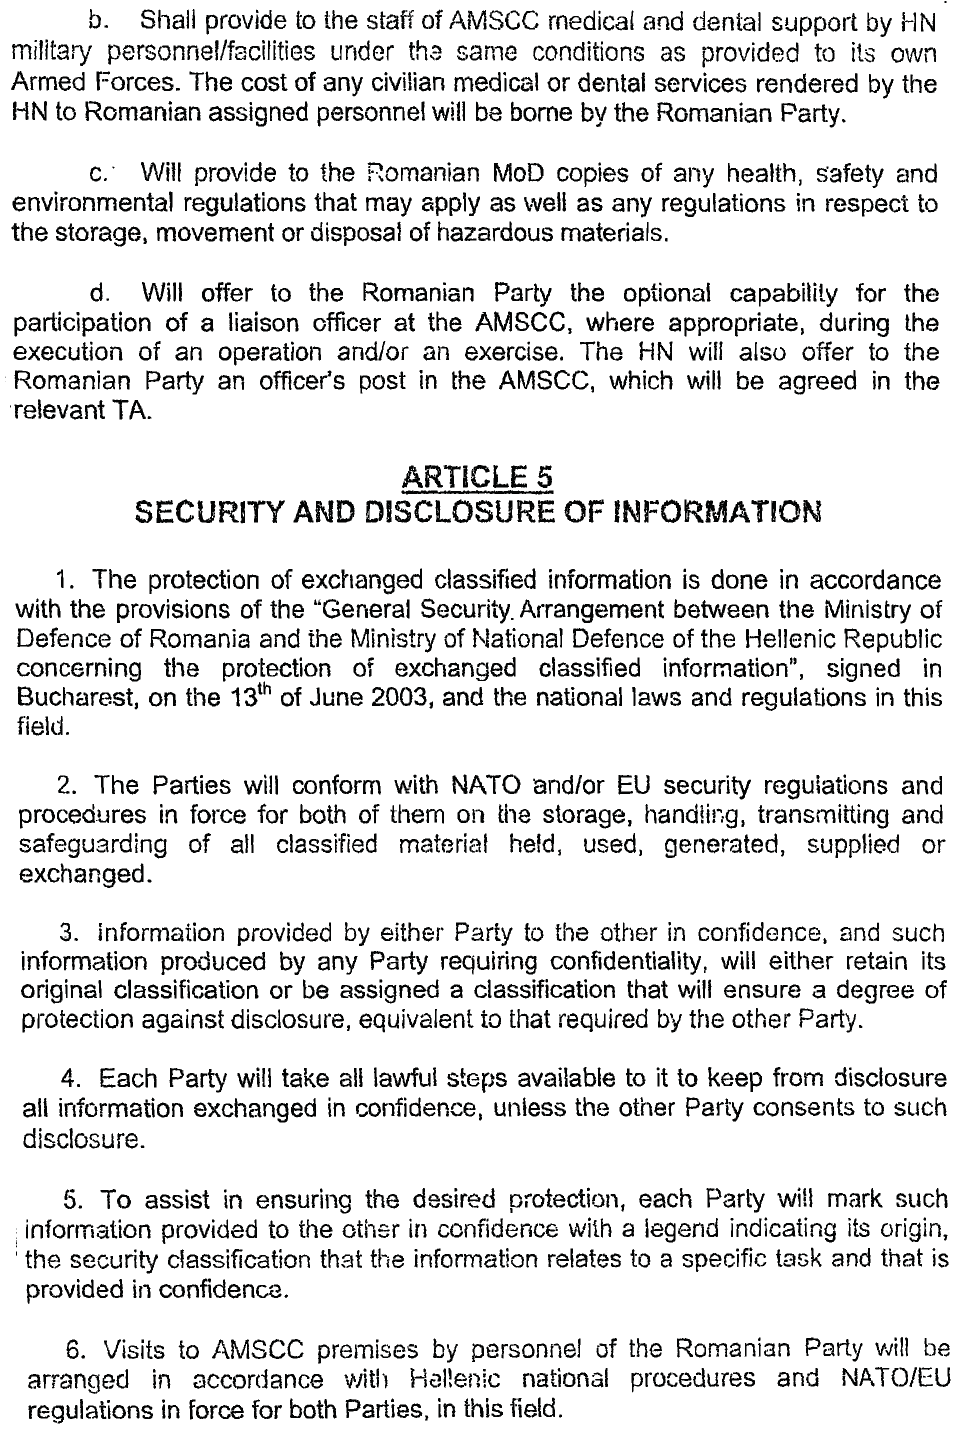 b. Shall provide to the staff of AMSCC medical and dental support by HN
military personnel/facilities under the same conditions as provided to its own
Armed Forces. The cost of any civilian medical or dental services rendered by the
HN to Romanian assigned personnel will be borne by the Romanian Party.
c. Will provide to the Romanian MoD copies of any health, safety and
environmental regulations that may apply as well as any regulations in respect to
the storage, movement or disposal of hazardous materials.
d. Will offer to the Romanian Party the optional capability for the
participation of a liaison officer at the AMSCC, where appropriate, during the
execution of an operation and/or an exercise. The HN will also offer to the
Romanian Party an officer's post in the AMSCC, which will be agreed in the
relevant TA.
ARTICLE 5
SECURITY AND DISCLOSURE OF INFORMATION
1. The protection of exchanged classified information is done in accordance
with the provisions of the "General Security Arrangement between the Ministry of
Defence of Romania and the Ministry of National Defence of the Hellenic Republic
concerning the protection of exchanged classified information", signed in
Bucharest, on the 13th of June 2003, and the national laws and regulations in this
field.
2. The Parties will conform with NATO and/or EU security regulations and
procedures in force for both of them on the storage, handling, transmitting and
safeguarding of all classified material held, used, generated, supplied or
exchanged.
3. Information provided by either Party to the other in confidence, and such
information produced by any Party requiring confidentiality, will either retain its
original classification or be assigned a classification that will ensure a degree of
protection against disclosure, equivalent to that required by the other Party.
4. Each Party will take all lawful steps available to it to keep from disclosure
all information exchanged in confidence, unless the other Party consents to such
disclosure.
5. To assist in ensuring the desired protection, each Party will mark such
information provided to the other in confidence with a legend indicating its origin,
the security classification that the information relates to a specific task and that is
provided in confidence.
6. Visits to AMSCC premises by personnel of the Romanian Party will be
arranged in accordance with Hellenic national procedures and NATO/EU
regulations in force for both Parties, in this field.